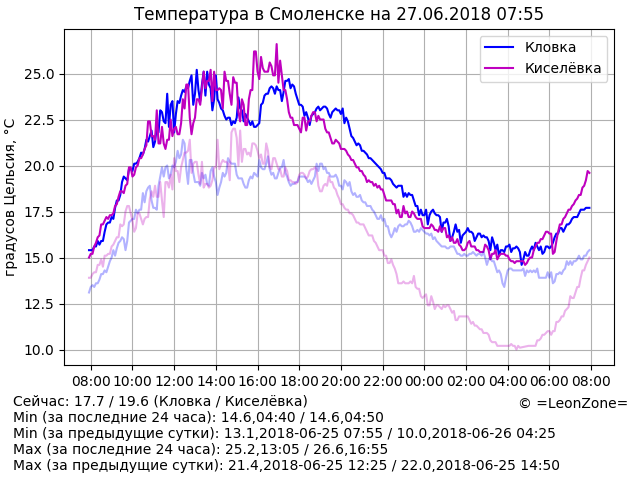 Температура в Смоленске на 27.06.2018 07:55
Кловка
Киселёвка
градусов Цельсия, °C
25.0
22.5
20.0
17.5
15.0
12.5
10.0
08:00 10:00 12:00 14:00 16:00 18:00 20:00 22:00 00:00 02:00 04:00 06:00 08:00
Сейчас: 17.7 / 19.6 (Кловка / Киселёвка)
© =LeonZone=
Min (за последние 24 часа): 14.6,04:40 / 14.6,04:50
Min (за предыдущие сутки): 13.1,2018-06-25 07:55 / 10.0,2018-06-26 04:25
Max (за последние 24 часа): 25.2,13:05 / 26.6,16:55
Max (за предыдущие сутки): 21.4,2018-06-25 12:25 / 22.0,2018-06-25 14:50